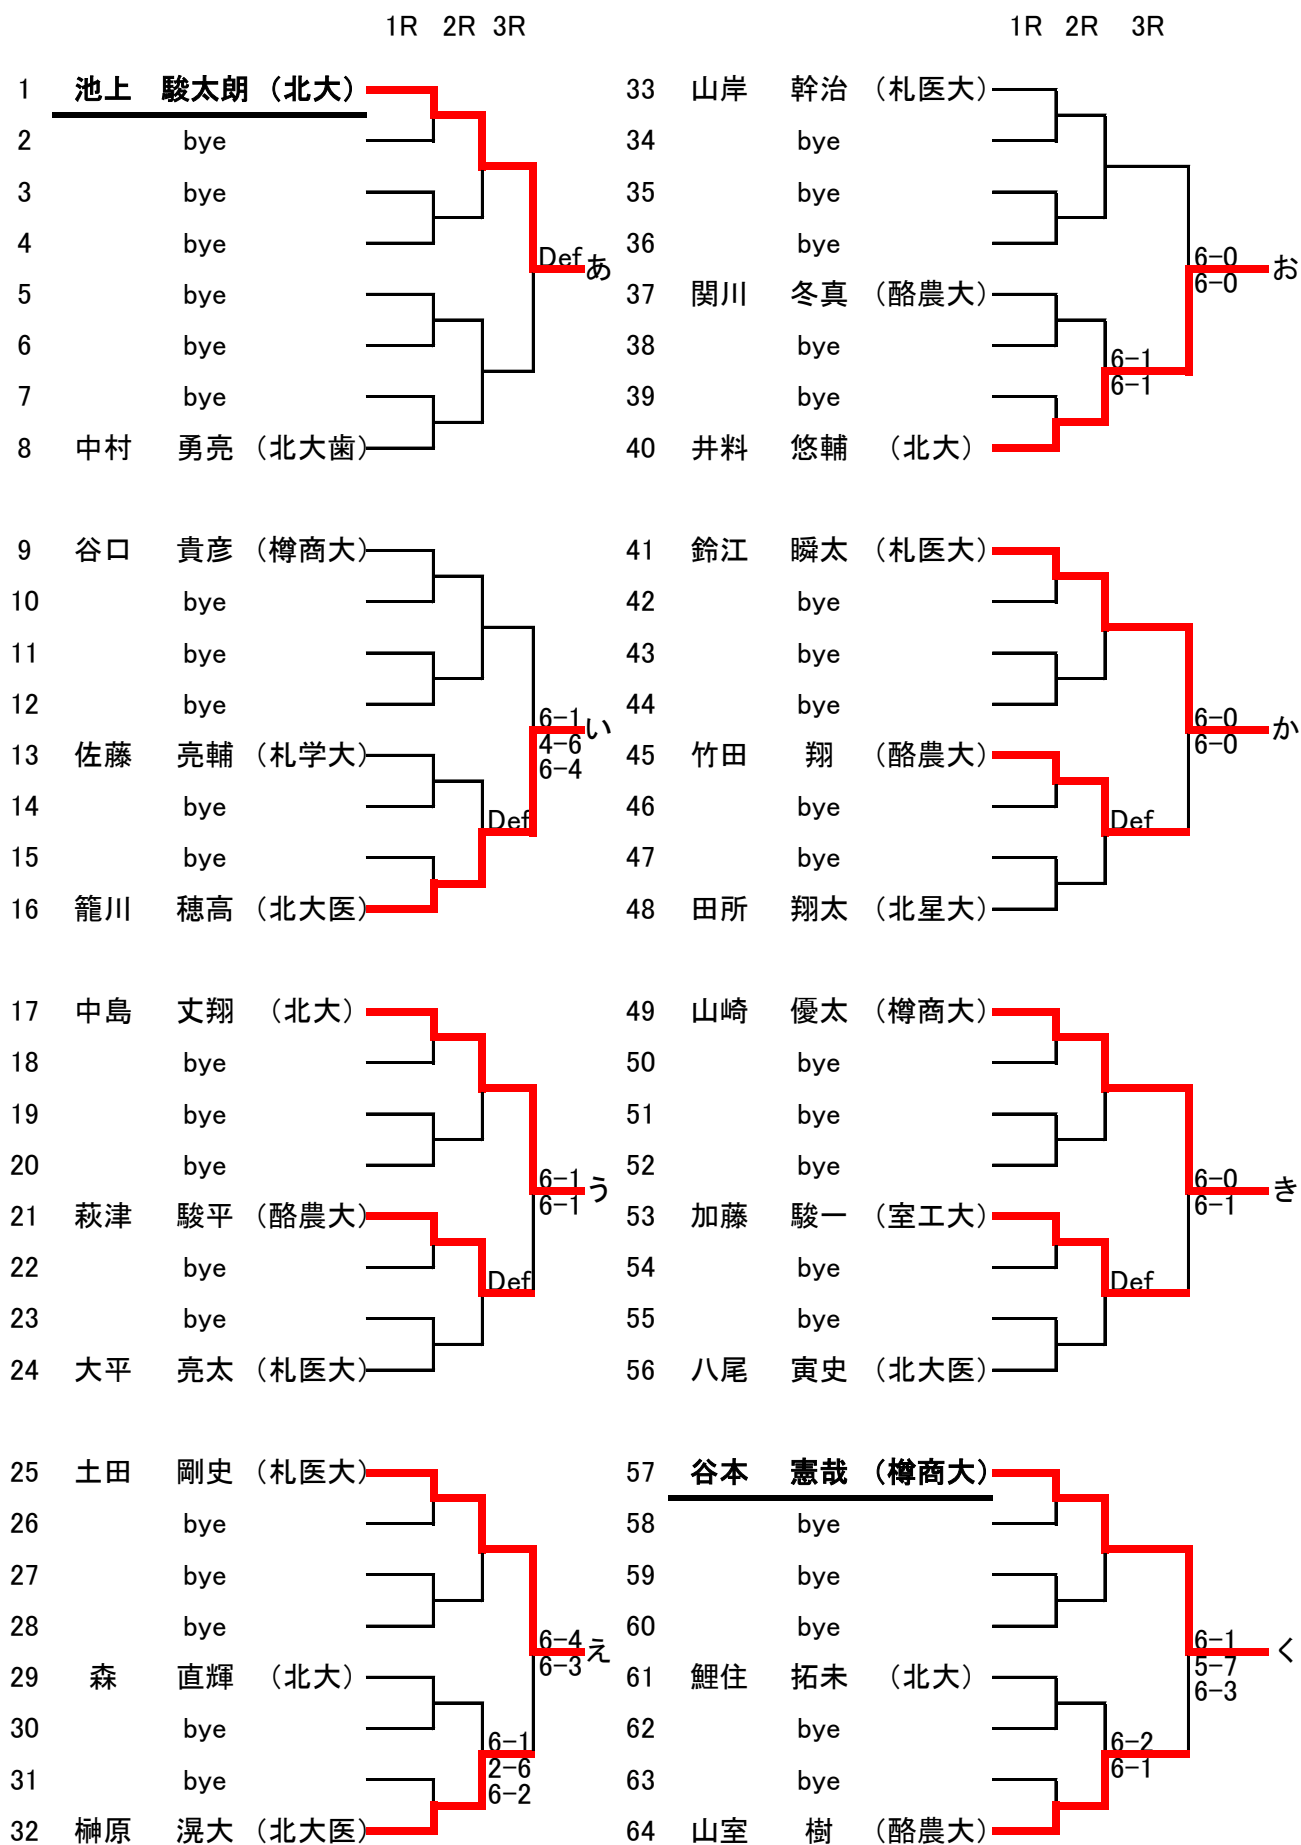 1R 2R 3R
1 池上 駿太朗 (北大)
2 bye
3 bye
4 bye
Def あ
5 bye
6 bye
7 bye
8 中村 勇亮 (北大歯)
9 谷口 貴彦 (樽商大)
10 bye
11 bye
12 bye
6-1 い
4-6
13 佐藤 亮輔 (札学大)
6-4
14 bye
Def
15 bye
16 籠川 穂高 (北大医)
17 中島 丈翔 (北大)
18 bye
19 bye
20 bye
6-1 う
6-1
21 萩津 駿平 (酪農大)
22 bye
Def
23 bye
24 大平 亮太 (札医大)
25 土田 剛史 (札医大)
26 bye
27 bye
28 bye
6-4 え
6-3
29 森 直輝 (北大)
30 bye
6-1
2-6
31 bye
6-2
32 榊原 滉大 (北大医)
1R 2R 3R
33 山岸 幹治 (札医大)
34 bye
35 bye
36 bye
6-0 お
6-0
37 関川 冬真 (酪農大)
38 bye
6-1
6-1
39 bye
40 井料 悠輔 (北大)
41 鈴江 瞬太 (札医大)
42 bye
43 bye
44 bye
6-0 か
6-0
45 竹田 翔 (酪農大)
46 bye
Def
47 bye
48 田所 翔太 (北星大)
49 山崎 優太 (樽商大)
50 bye
51 bye
52 bye
6-0 き
6-1
53 加藤 駿一 (室工大)
54 bye
Def
55 bye
56 八尾 寅史 (北大医)
57 谷本 憲哉 (樽商大)
58 bye
59 bye
60 bye
6-1 く
5-7
61 鯉住 拓未 (北大)
6-3
62 bye
6-2
6-1
63 bye
64 山室 樹 (酪農大)